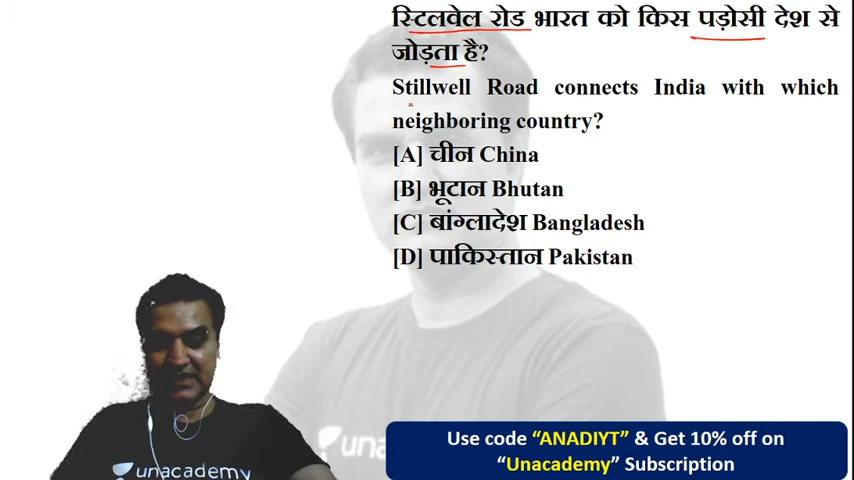 स्टिलवेल रोड भारत को किस पड़ोसी देश से
जोड़ता है?
Stillwell Road connects India with which
neighboring country?
[A] चीन China
[B] भूटान Bhutan
[C] बांग्लादेश Bangladesh
[D] पाकिस्तान Pakistan
una
unacademy
Use code “ANADIYT” & Get 10% off on
“Unacademy” Subscription